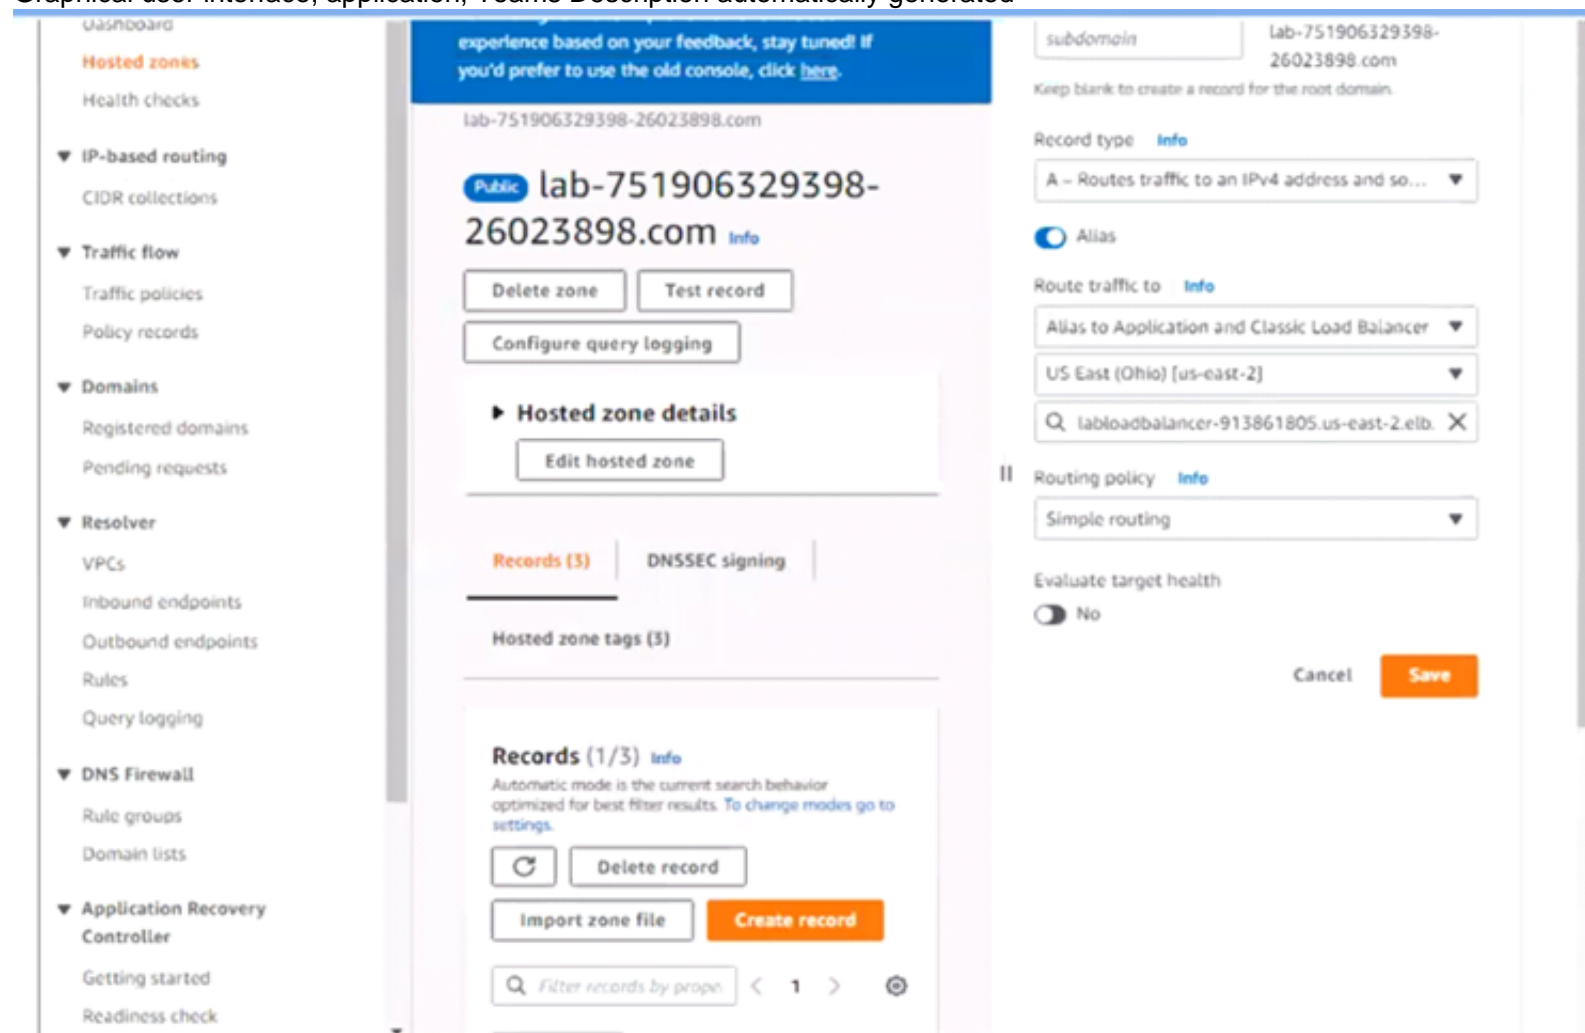 Graphical user interface, application, Teams Description automatically generated
Dashboard
Hosted zones
Health checks
IP-based routing
CIDR collections
Traffic flow
Traffic policies
Policy records
Domains
Registered domains
Pending requests
Resolver
VPCs
Inbound endpoints
Outbound endpoints
Rules
Query logging
DNS Firewall
Rule groups
Domain lists
Application Recovery
Controller
Getting started
Readiness check
experience based on your feedback, stay tuned! If
you'd prefer to use the old console, click here.
lab-751906329398-26023898.com
Public lab-751906329398-
26023898.com Info
Delete zone Test record
Configure query logging
Hosted zone details
Edit hosted zone
Records (3) DNSSEC signing
Hosted zone tags (3)
Records (1/3) Info
Automatic mode is the current search behavior
optimized for best filter results. To change modes go to
settings.
Delete record
Import zone file Create record
Filter records by prope
1
subdomain
lab-751906329398-
26023898.com
Keep blank to create a record for the root domain.
Record type Info
A – Routes traffic to an IPv4 address and so...
Alias
Route traffic to Info
Alias to Application and Classic Load Balancer
US East (Ohio) [us-east-2]
labloadbalancer-913861805.us-east-2.elb.
Routing policy Info
Simple routing
Evaluate target health
No
Cancel Save